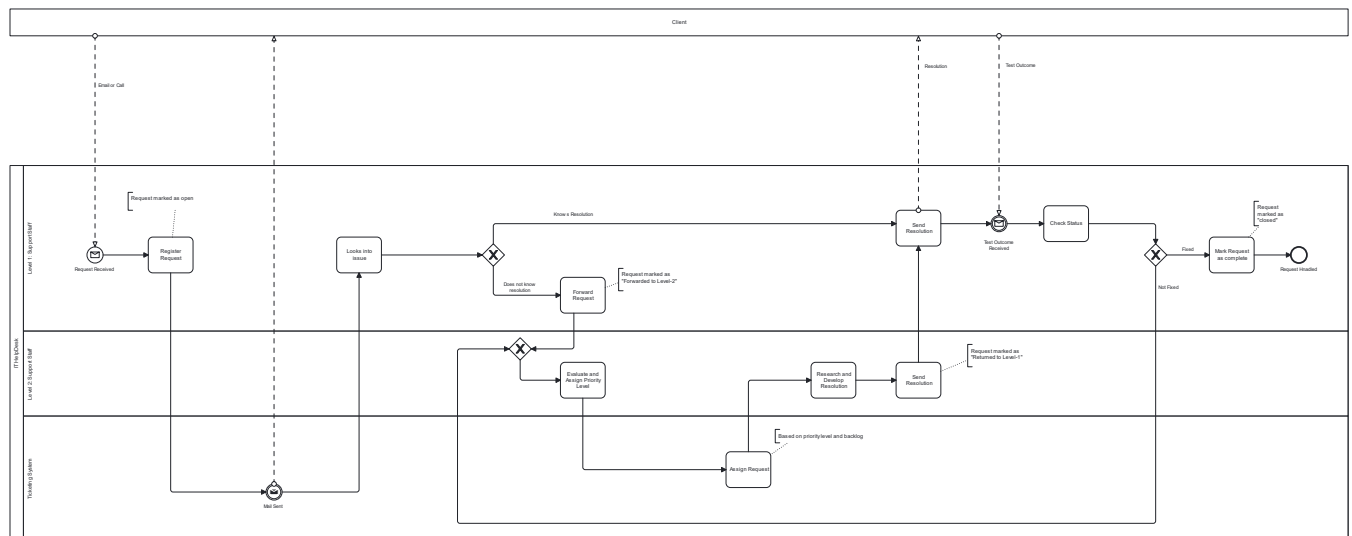 Client
Email or Call
Resolution
Test Outcome
IT HelpDesk
Level 1: Support Staff
Request marked as open
Request Received
Register
Request
Looks into
issue
Knows Resolution
Does not know
resolution
Forward
Request
Request marked as
"Forwarded to Level-2"
Send
Resolution
Test Outcome
Received
Check Status
Fixed
Not Fixed
Mark Request
as complete
Request
marked as
"closed"
Request Handled
Level 2: Support Staff
Evaluate and
Assign Priority
Level
Research and
Develop
Resolution
Send
Resolution
Request marked as
"Returned to Level-1"
Ticketing System
Mail Sent
Assign Request
Based on priority level and backlog